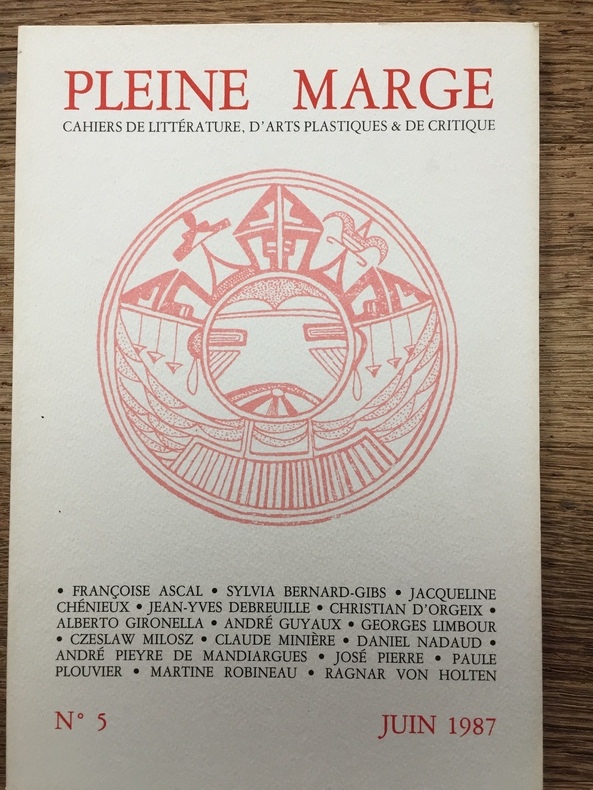 PLEINE MARGE
CAHIERS DE LITTÉRATURE, D'ARTS PLASTIQUES & DE CRITIQUE
• FRANÇOISE ASCAL • SYLVIA BERNARD-GIBS • JACQUELINE
CHÉNIEUX • JEAN-YVES DEBREUILLE • CHRISTIAN D'ORGEIX •
ALBERTO GIRONELLA • ANDRÉ GUYAUX • GEORGES LIMBOUR
• CZESLAW MILOSZ • CLAUDE MINIÈRE • DANIEL NADAUD •
ANDRÉ PIEYRE DE MANDIARGUES • JOSÉ PIERRE • PAULE
PLOUVIER • MARTINE ROBINEAU • RAGNAR VON HOLTEN
N° 5 JUIN 1987